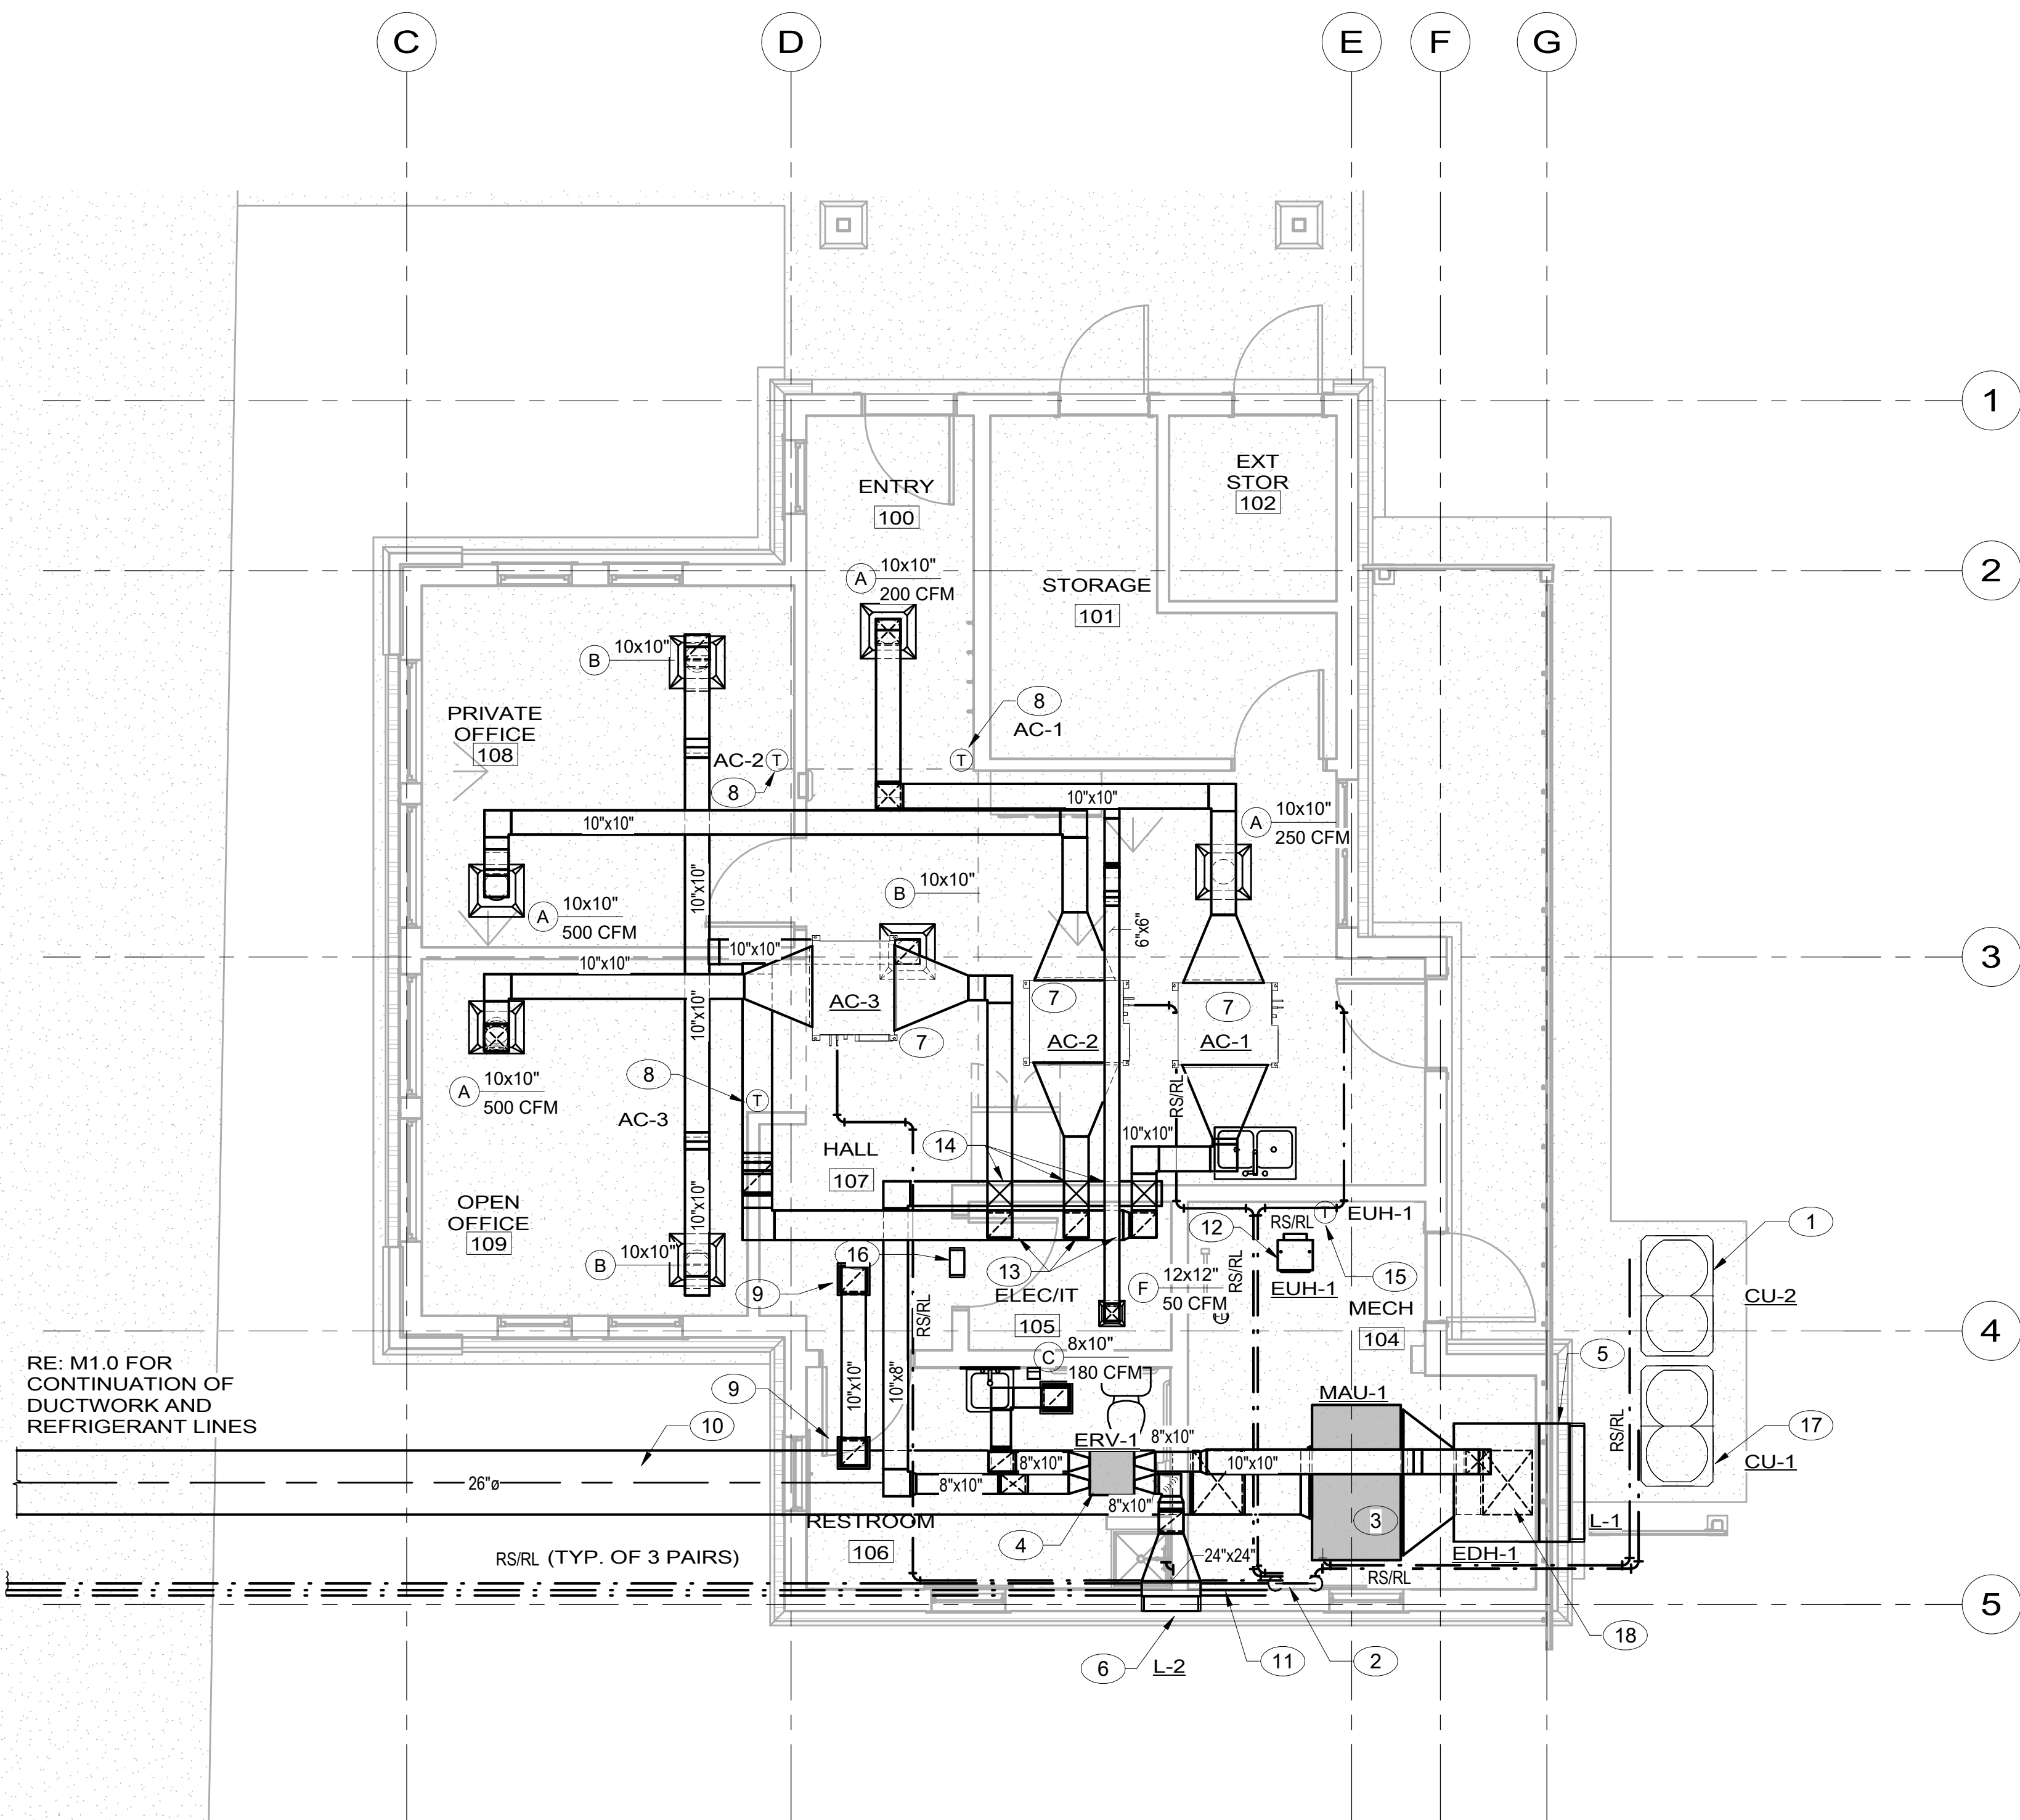 C
D
E
F
G
1
2
3
4
5
ENTRY
100
EXT
STOR
102
STORAGE
101
A
10x10"
200 CFM
B
10x10"
PRIVATE
OFFICE
108
AC-2
T
8
8
AC-1
T
10"x10"
10"x10"
A
10x10"
250 CFM
10"x10"
B
10x10"
A
10x10"
500 CFM
6"x6"
10"x10"
10"x10"
10"x10"
AC-3
7
7
AC-2
7
AC-1
A
10x10"
500 CFM
8
T
AC-3
RS/RL
10"x10"
14
HALL
107
OPEN
OFFICE
109
10"x10"
B
10x10"
16
9
13
ELEC/IT
105
F
12x12"
50 CFM
RS/RL
12
RS/RL
T
EUH-1
EUH-1
15
MECH
104
1
CU-2
RS/RL
C
8x10"
180 CFM
5
RE: M1.0 FOR
CONTINUATION OF
DUCTWORK AND
REFRIGERANT LINES
9
10
10"x10"
10"x8"
MAU-1
RS/RL
17
CU-1
ERV-1
8"x10"
8"x10"
10"x10"
26"ø
8"x10"
8"x10"
RESTROOM
106
4
3
L-1
EDH-1
24"x24"
RS/RL (TYP. OF 3 PAIRS)
RS/RL
18
6
L-2
11
2